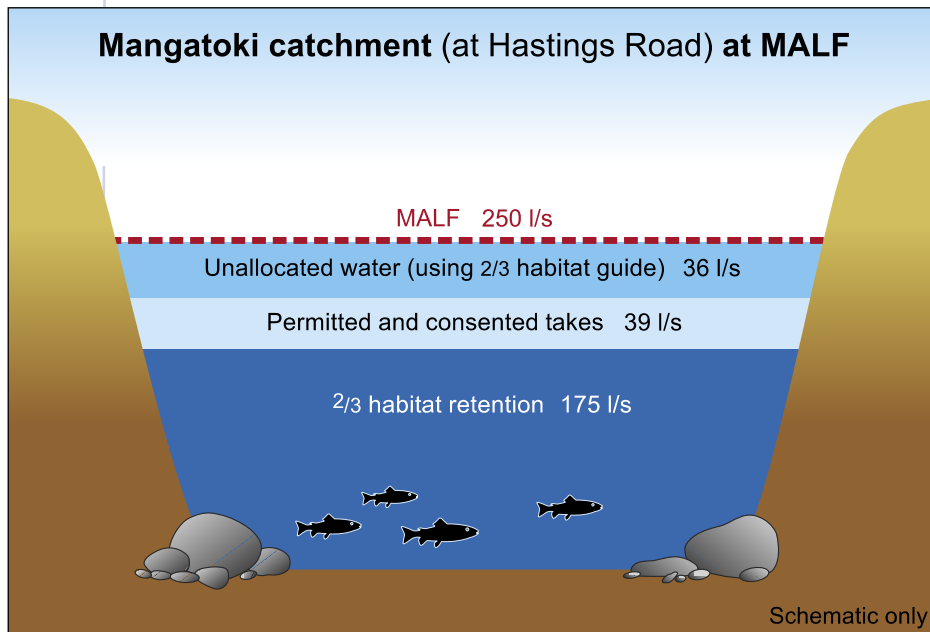 Mangatoki catchment (at Hastings Road) at MALF
MALF 250 l/s
Unallocated water (using 2/3 habitat guide) 36 l/s
Permitted and consented takes 39 l/s
2/3 habitat retention 175 l/s
Schematic only